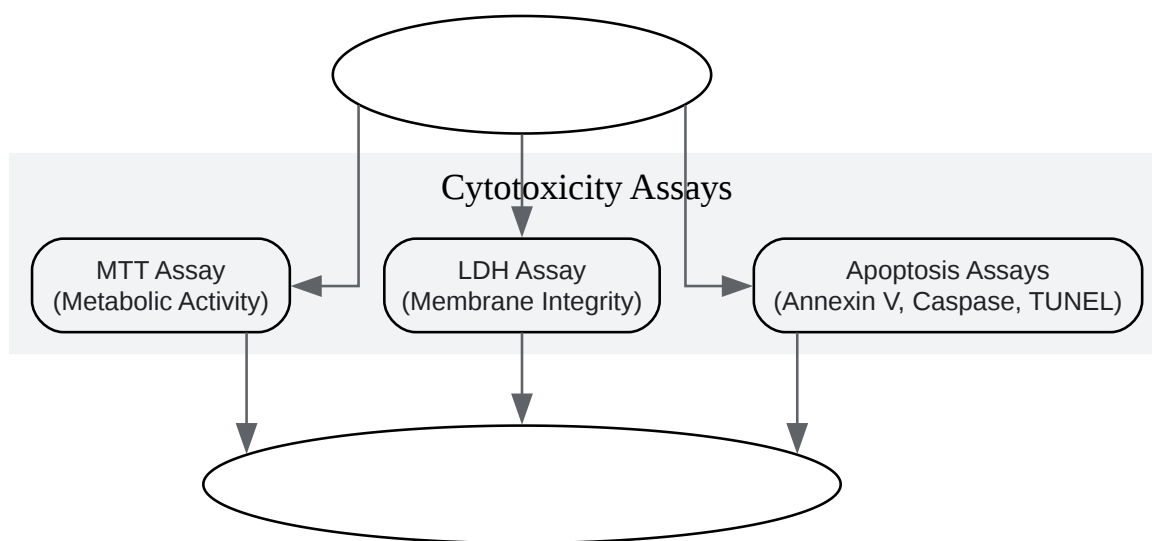 Cytotoxicity Assays
MTT Assay
(Metabolic Activity)
LDH Assay
(Membrane Integrity)
Apoptosis Assays
(Annexin V, Caspase, TUNEL)